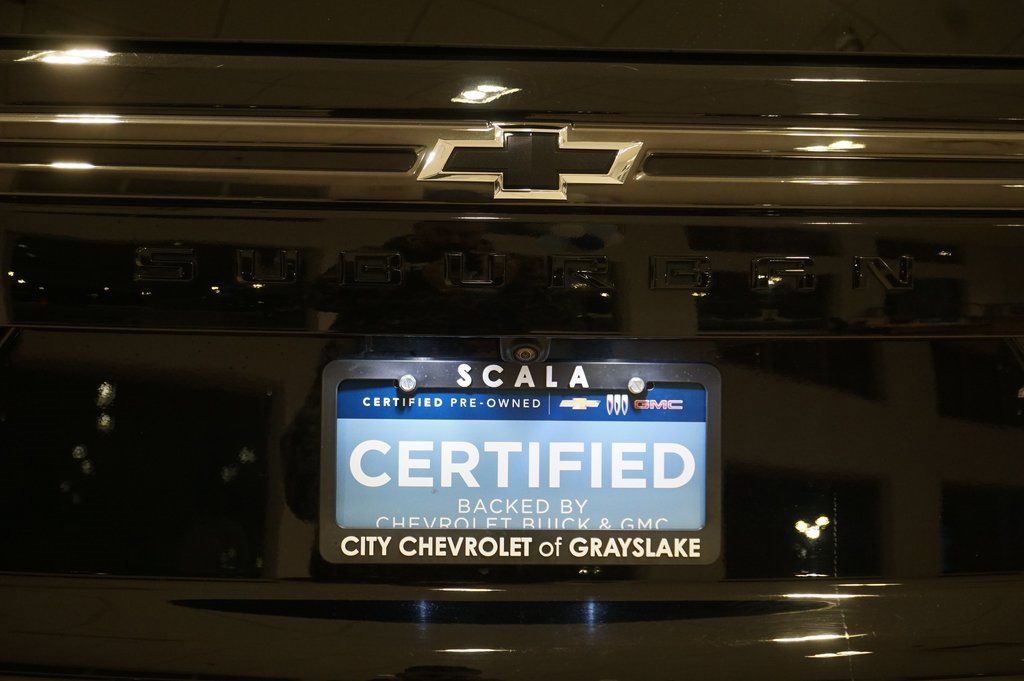 SUBURBAN
SCALA
CERTIFIED PRE-OWNED | GMC
CERTIFIED
BACKED BY
CHEVROLET BUICK & GMC
CITY CHEVROLET of GRAYSLAKE